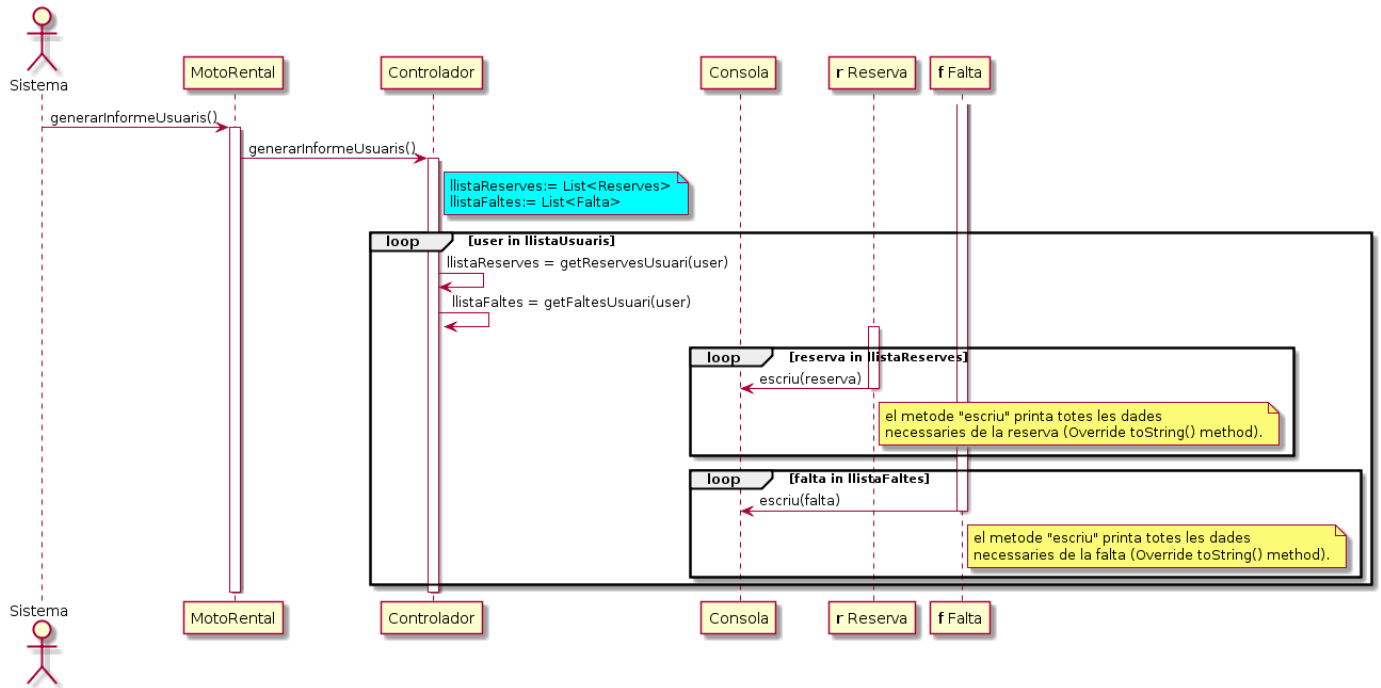 Sistema
MotoRental
Controlador
Consola
r Reserva
f Falta
generarInformeUsuaris()
generarInformeUsuaris()
llistaReserves:= List<Reserves>
llistaFaltes:= List<Falta>
loop [user in llistaUsuaris]
llistaReserves = getReservesUsuari(user)
llistaFaltes = getFaltesUsuari(user)
loop [reserva in llistaReserves]
escriu(reserva)
el metode "escriu" printa totes les dades
necessaries de la reserva (Override toString() method).
loop [falta in llistaFaltes]
escriu(falta)
el metode "escriu" printa totes les dades
necessaries de la falta (Override toString() method).
Sistema
MotoRental
Controlador
Consola
r Reserva
f Falta